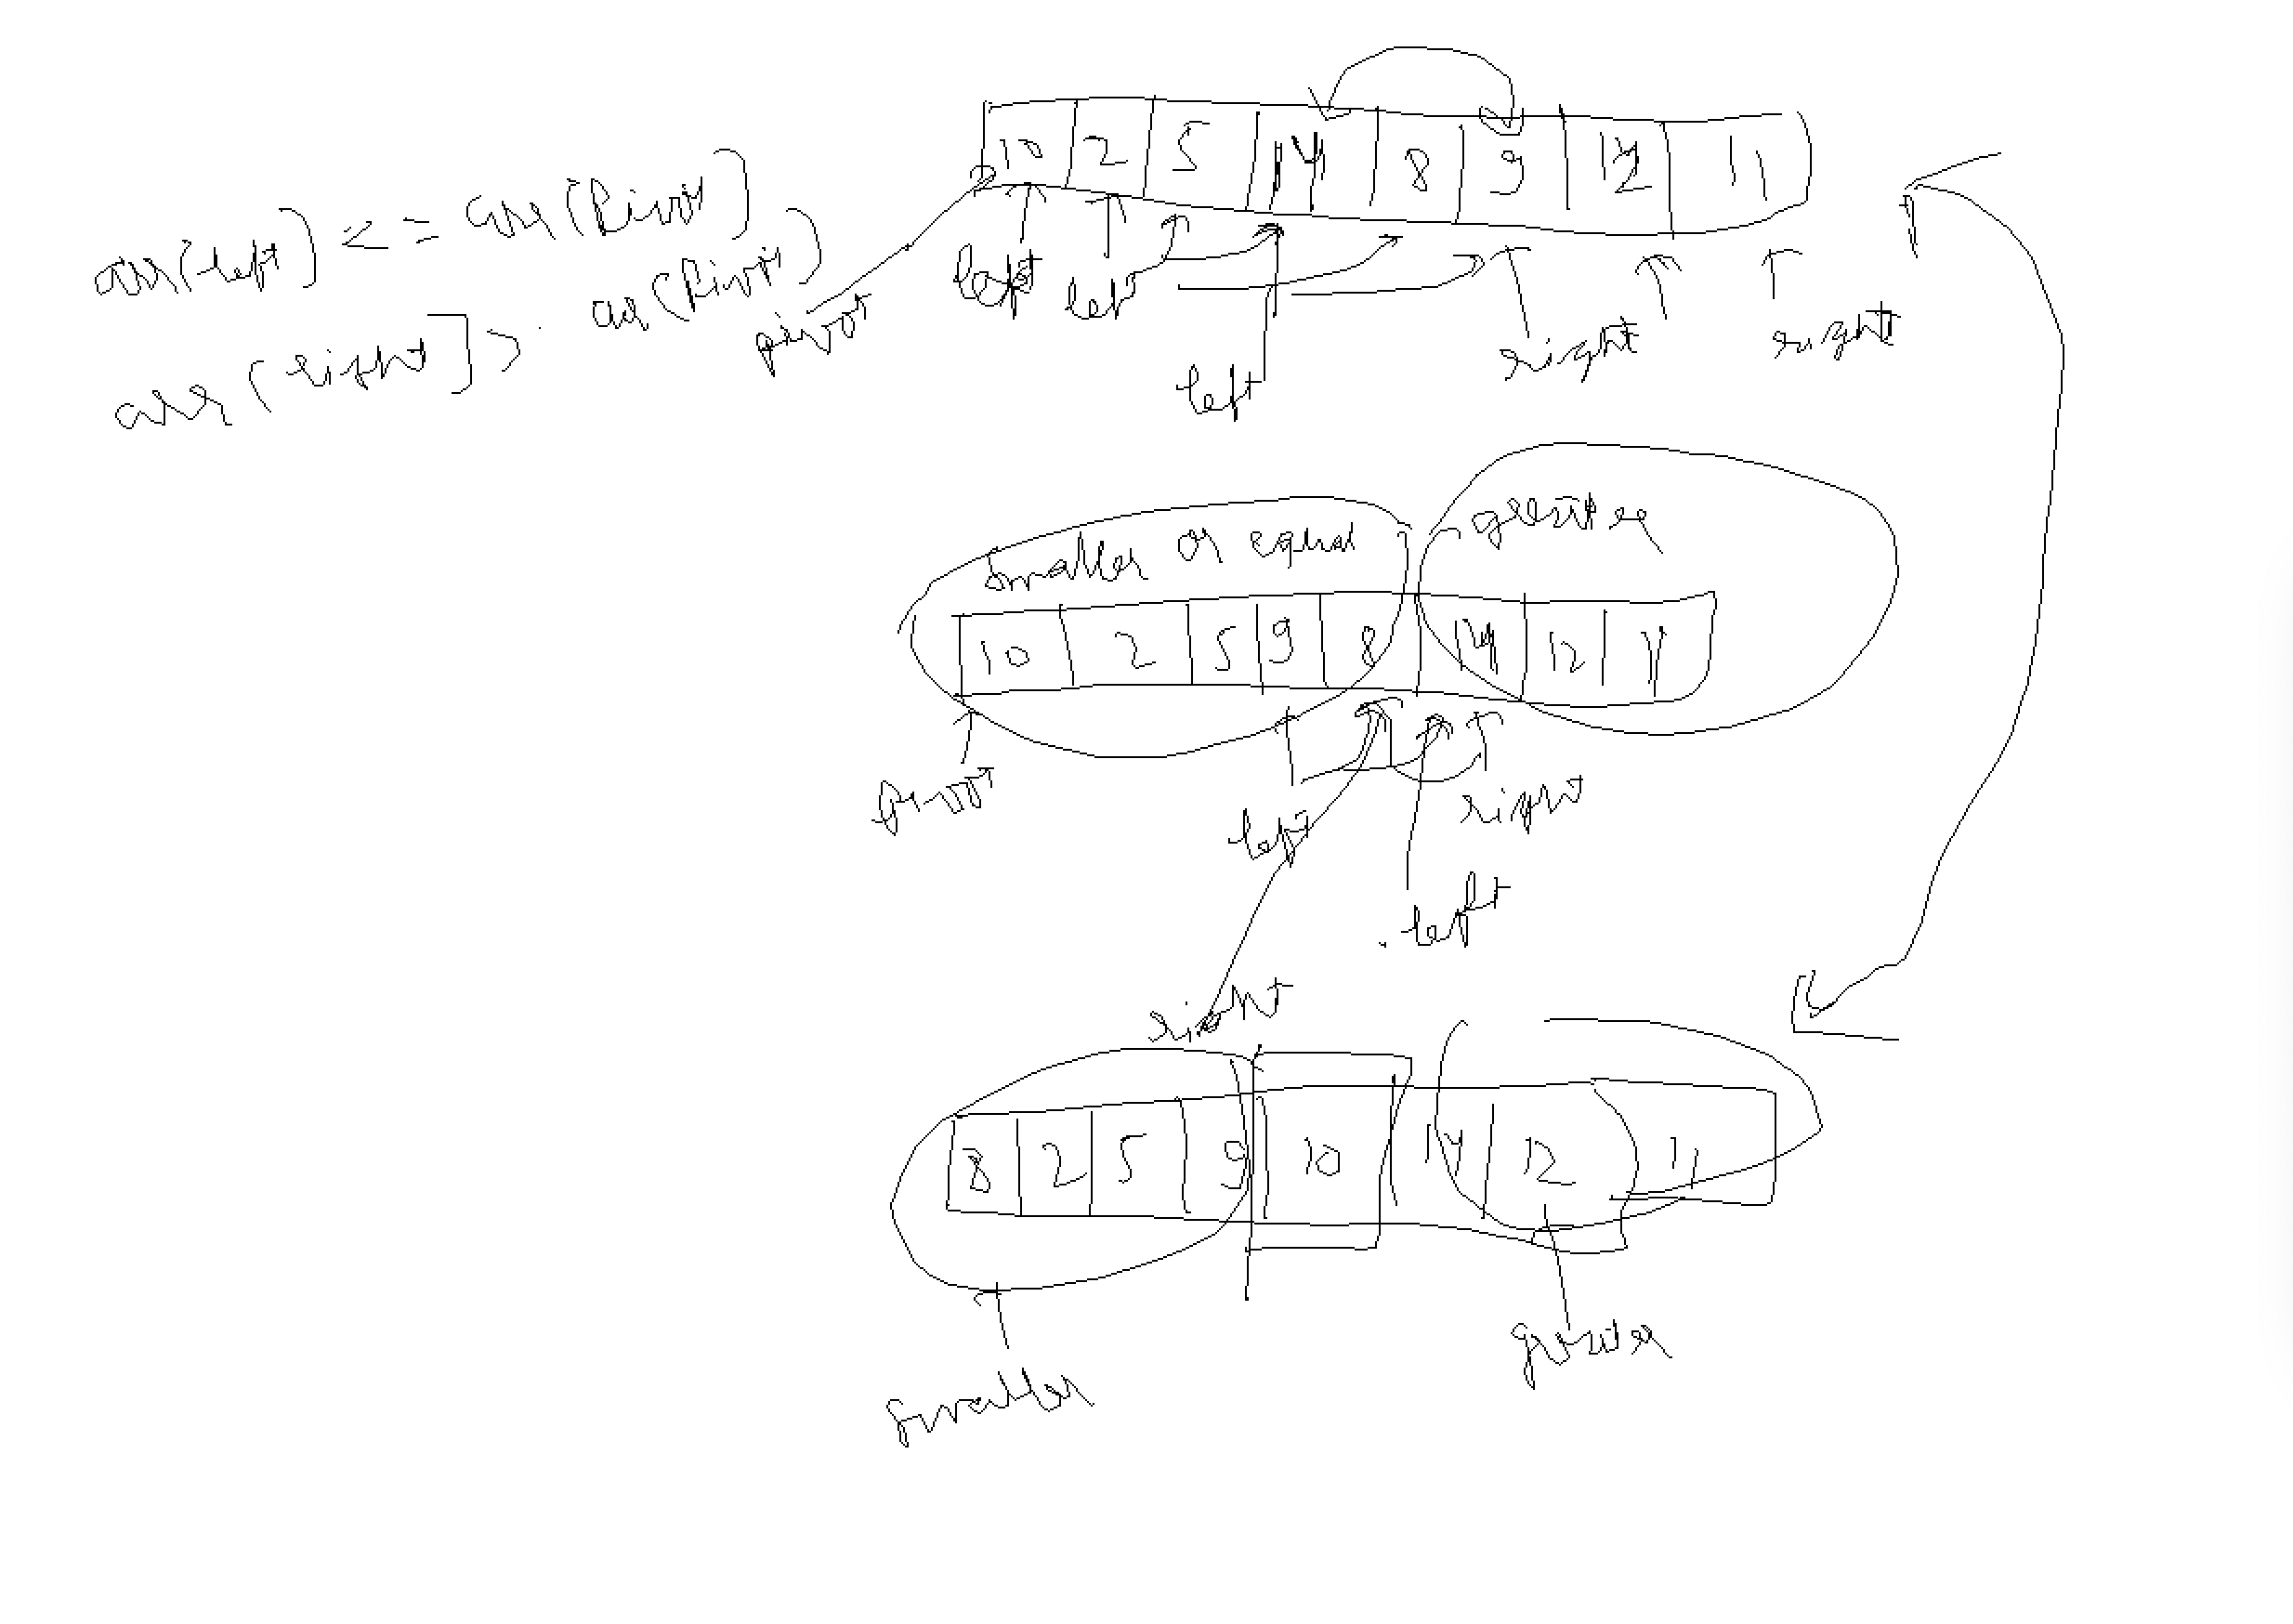 10 2 5 14 8 9 12 11
arr[left] <= arr[Pivot]
arr[right] > arr[Pivot]
pivot left left right right
left
smaller or equal greater
10 2 5 9 8 14 12 11
pivot left right
left
right
8 2 5 9 10 14 12 11
smaller greater